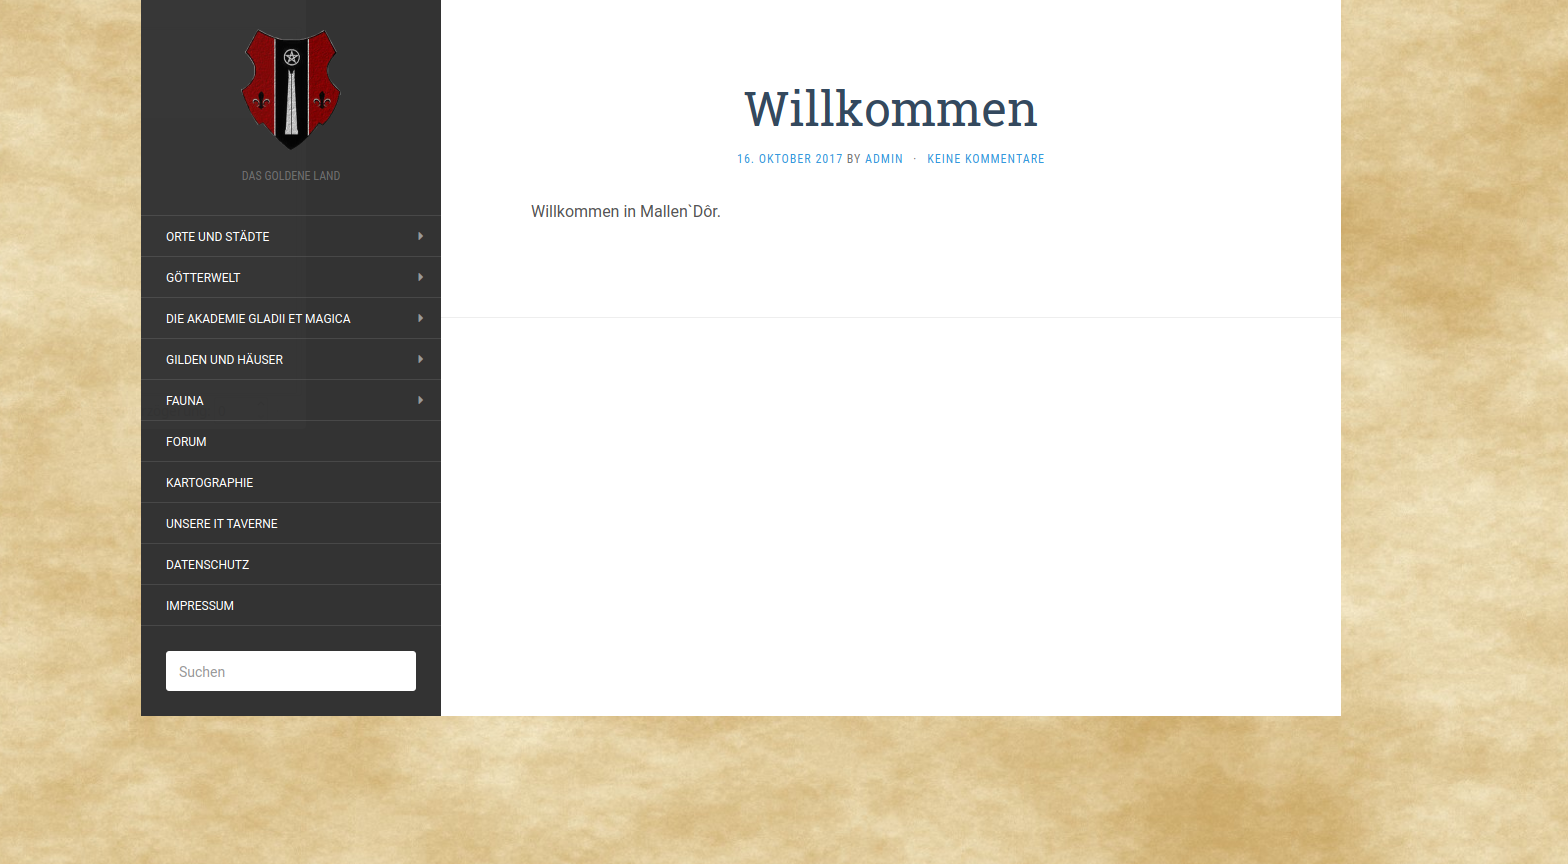 DAS GOLDENE LAND
ORTE UND STÄDTE
GÖTTERWELT
DIE AKADEMIE GLADII ET MAGICA
GILDEN UND HÄUSER
FAUNA
FORUM
KARTOGRAPHIE
UNSERE IT TAVERNE
DATENSCHUTZ
IMPRESSUM
Suchen
Willkommen
16. OKTOBER 2017 BY ADMIN · KEINE KOMMENTARE
Willkommen in Mallen`Dôr.